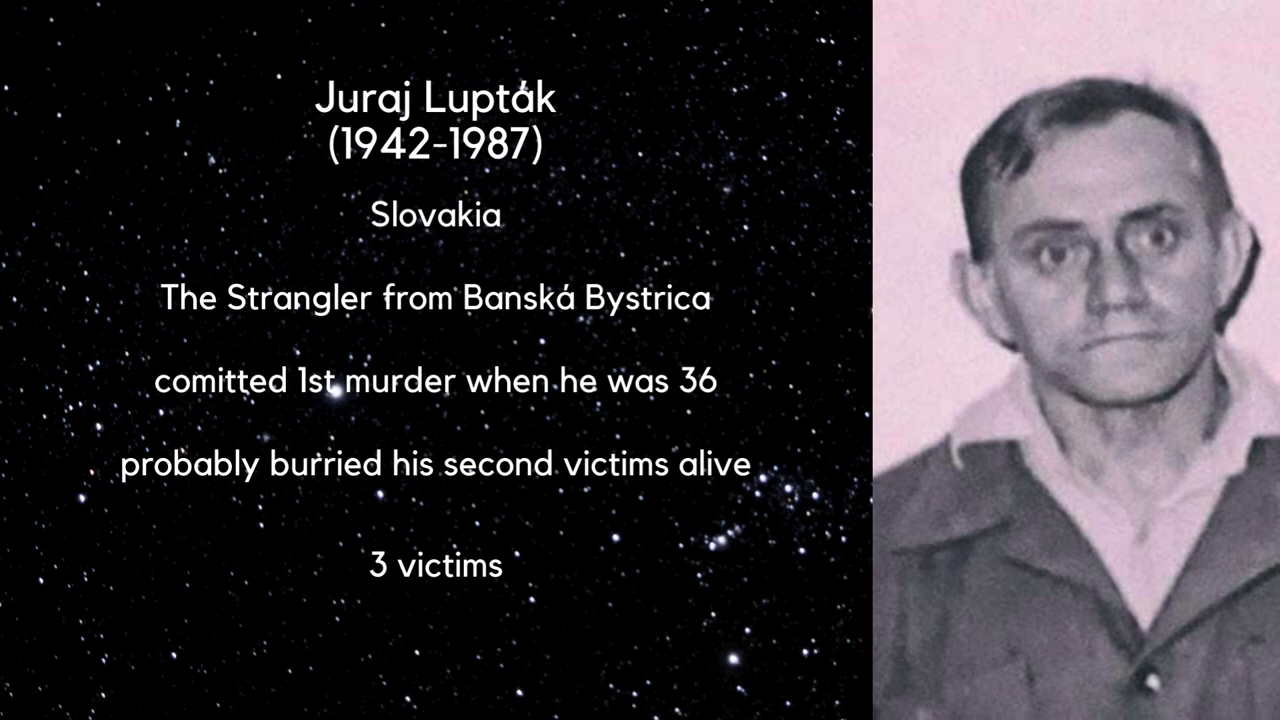 Juraj Lupták
(1942-1987)
Slovakia
The Strangler from Banská Bystrica
comitted 1st murder when he was 36
probably burried his second victims alive
3 victims